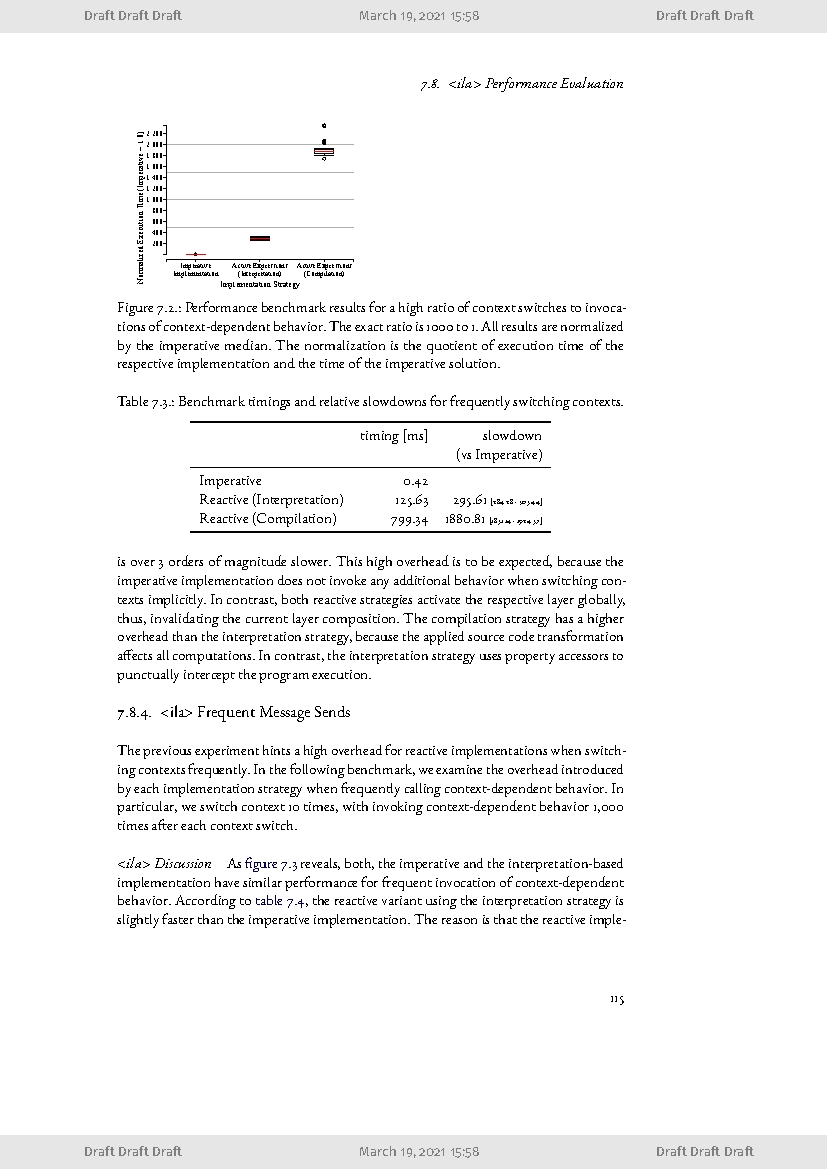 Draft Draft Draft March 19, 2021 15:58 Draft Draft Draft
7.8. <ila> Performance Evaluation
Normalized Execution Time (Imperative = 1.0)
2 200
2 000
1 800
1 600
1 400
1 200
1 000
800
600
400
200
Imperative Active Expression Active Expression
Implementation (Interpretation) (Compilation)
Implementation Strategy
Figure 7.2.: Performance benchmark results for a high ratio of context switches to invoca-
tions of context-dependent behavior. The exact ratio is 1000 to 1. All results are normalized
by the imperative median. The normalization is the quotient of execution time of the
respective implementation and the time of the imperative solution.
Table 7.3.: Benchmark timings and relative slowdowns for frequently switching contexts.
timing [ms] slowdown
(vs Imperative)
Imperative 0.42
Reactive (Interpretation) 125.63 295.61
Reactive (Compilation) 799.34 1880.81
is over 3 orders of magnitude slower. This high overhead is to be expected, because the
imperative implementation does not invoke any additional behavior when switching con-
texts implicitly. In contrast, both reactive strategies activate the respective layer globally,
thus, invalidating the current layer composition. The compilation strategy has a higher
overhead than the interpretation strategy, because the applied source code transformation
affects all computations. In contrast, the interpretation strategy uses property accessors to
punctually intercept the program execution.
7.8.4. <ila> Frequent Message Sends
The previous experiment hints a high overhead for reactive implementations when switch-
ing contexts frequently. In the following benchmark, we examine the overhead introduced
by each implementation strategy when frequently calling context-dependent behavior. In
particular, we switch context 10 times, with invoking context-dependent behavior 1,000
times after each context switch.
<ila> Discussion As figure 7.3 reveals, both, the imperative and the interpretation-based
implementation have similar performance for frequent invocation of context-dependent
behavior. According to table 7.4, the reactive variant using the interpretation strategy is
slightly faster than the imperative implementation. The reason is that the reactive imple-
115
Draft Draft Draft March 19, 2021 15:58 Draft Draft Draft